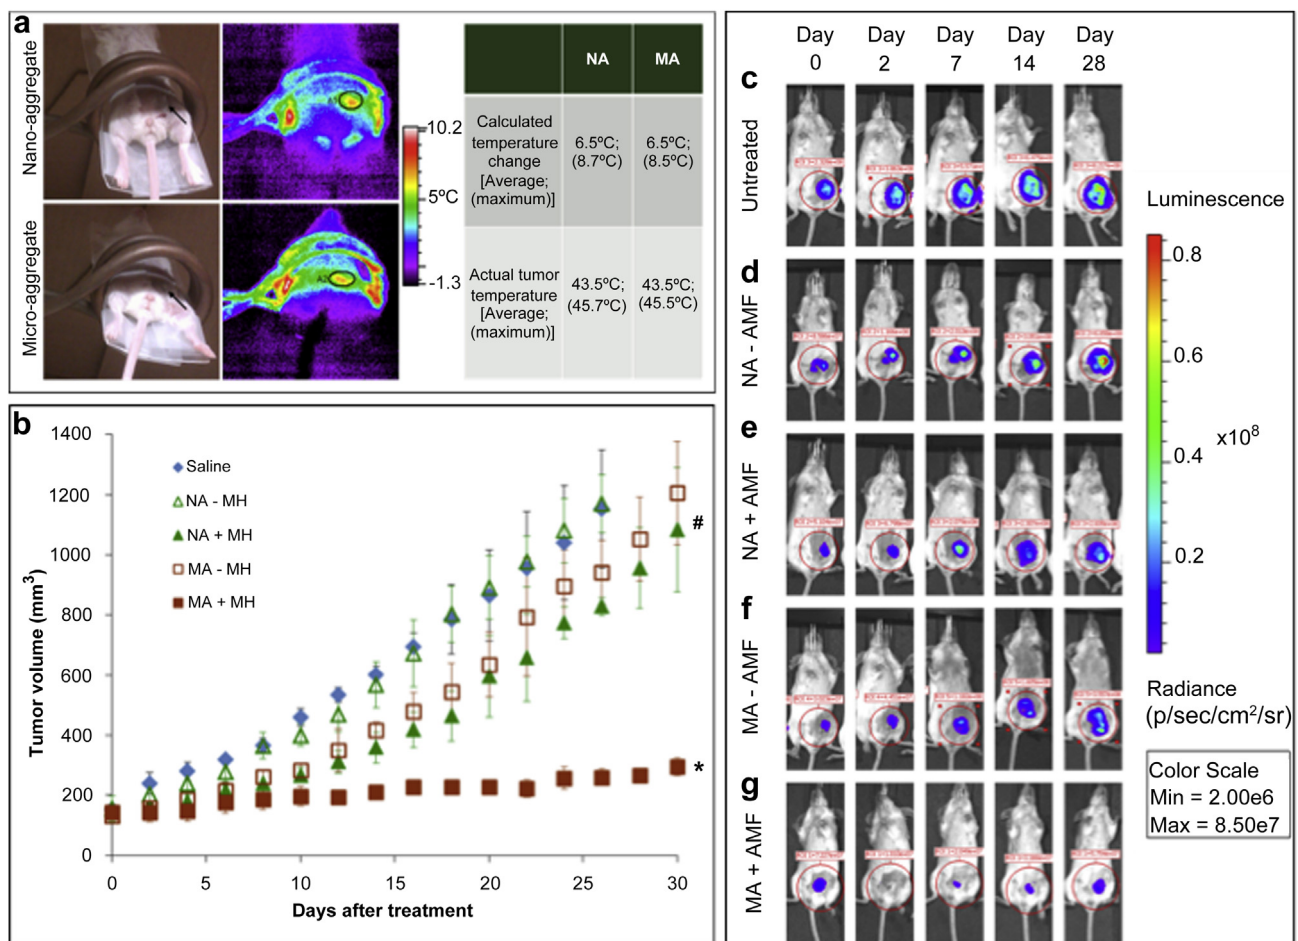 a
Nano-aggregate
Micro-aggregate
10.2
5ºC
-1.3
NA
MA
Calculated
temperature
change
[Average;
(maximum)]
6.5ºC;
(8.7ºC)
6.5ºC;
(8.5ºC)
Actual tumor
temperature
[Average;
(maximum)]
43.5ºC;
(45.7ºC)
43.5ºC;
(45.5ºC)
b
1400
1200
1000
800
600
400
200
0
Tumor volume (mm³)
Saline
NA - MH
NA + MH
MA - MH
MA + MH
#
*
0 5 10 15 20 25 30
Days after treatment
Day
0
Day
2
Day
7
Day
14
Day
28
c
Untreated
d
NA - AMF
e
NA + AMF
f
MA - AMF
g
MA + AMF
Luminescence
0.8
0.6
x10⁸
0.4
0.2
Radiance
(p/sec/cm²/sr)
Color Scale
Min = 2.00e6
Max = 8.50e7